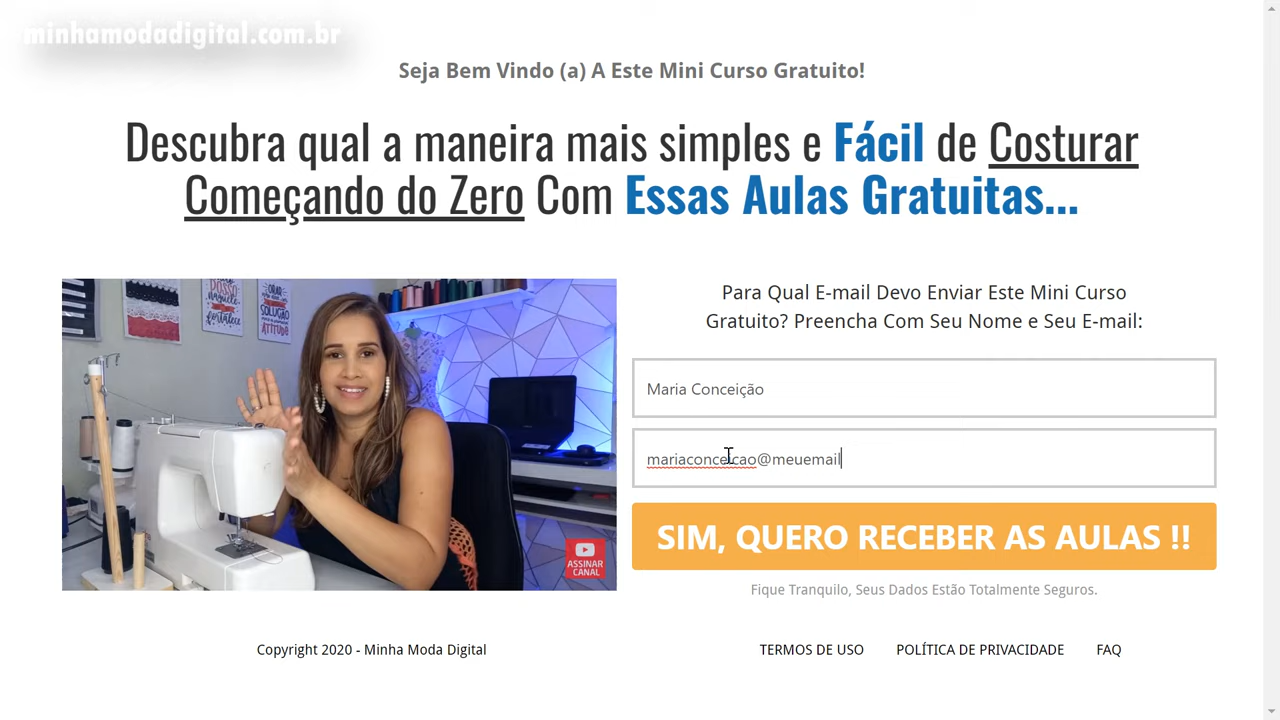 minhamodadigital.com.br
Seja Bem Vindo (a) A Este Mini Curso Gratuito!
Descubra qual a maneira mais simples e Fácil de Costurar
Começando do Zero Com Essas Aulas Gratuitas...
POSSO
fortalece
ATITUDE
ASSINAR
CANAL
Para Qual E-mail Devo Enviar Este Mini Curso
Gratuito? Preencha Com Seu Nome e Seu E-mail:
Maria Conceição
mariaconceicao@meuemail
SIM, QUERO RECEBER AS AULAS !!
Fique Tranquilo, Seus Dados Estão Totalmente Seguros.
Copyright 2020 - Minha Moda Digital
TERMOS DE USO POLÍTICA DE PRIVACIDADE FAQ